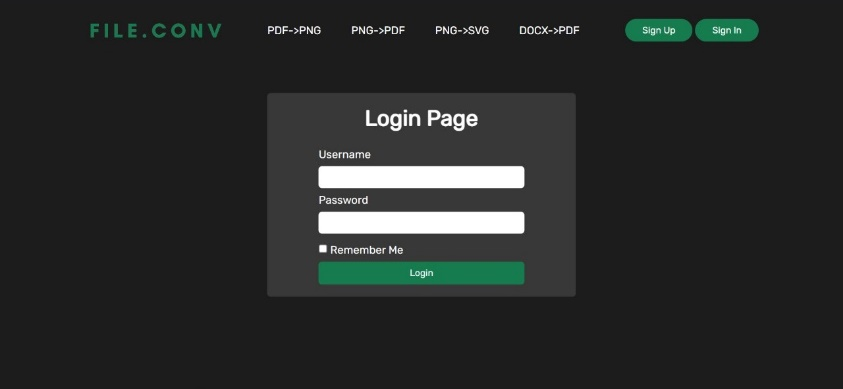 FILE.CONV PDF->PNG PNG->PDF PNG->SVG DOCX->PDF Sign Up Sign In
Login Page
Username
Password
Remember Me
Login